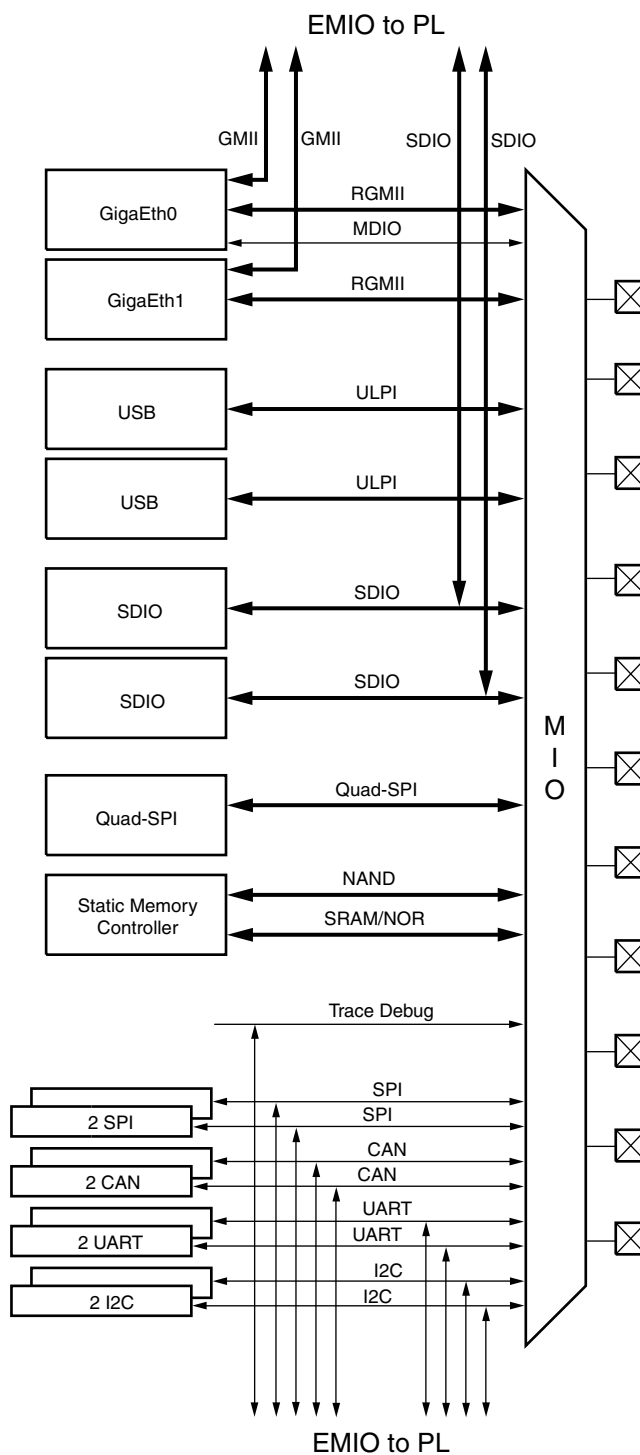 EMIO to PL
GMII
GMII
SDIO
SDIO
GigaEth0
RGMII
MDIO
GigaEth1
RGMII
USB
ULPI
USB
ULPI
SDIO
SDIO
SDIO
SDIO
M
I
O
Quad-SPI
Quad-SPI
Static Memory
Controller
NAND
SRAM/NOR
Trace Debug
SPI
2 SPI
SPI
CAN
2 CAN
CAN
UART
2 UART
UART
I2C
2 I2C
I2C
EMIO to PL